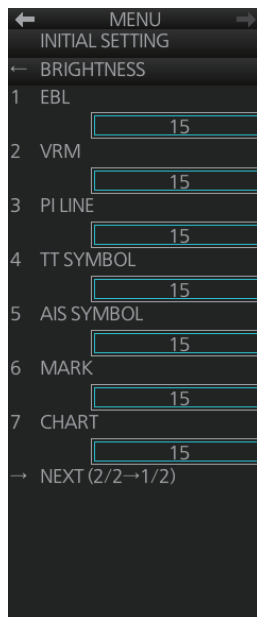 ← MENU →
INITIAL SETTING
← BRIGHTNESS
1 EBL
15
2 VRM
15
3 PI LINE
15
4 TT SYMBOL
15
5 AIS SYMBOL
15
6 MARK
15
7 CHART
15
→ NEXT (2/2→1/2)